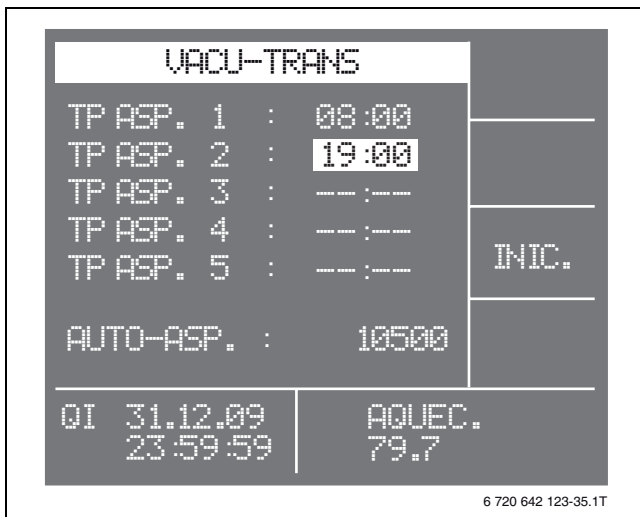 VACU-TRANS
TP ASP. 1 : 08:00
TP ASP. 2 : 19:00
TP ASP. 3 : --:--
TP ASP. 4 : --:--
TP ASP. 5 : --:--
INIC.
AUTO-ASP. : 10500
QI 31.12.09 AQUEC.
23:59:59 79.7
6 720 642 123-35.1T